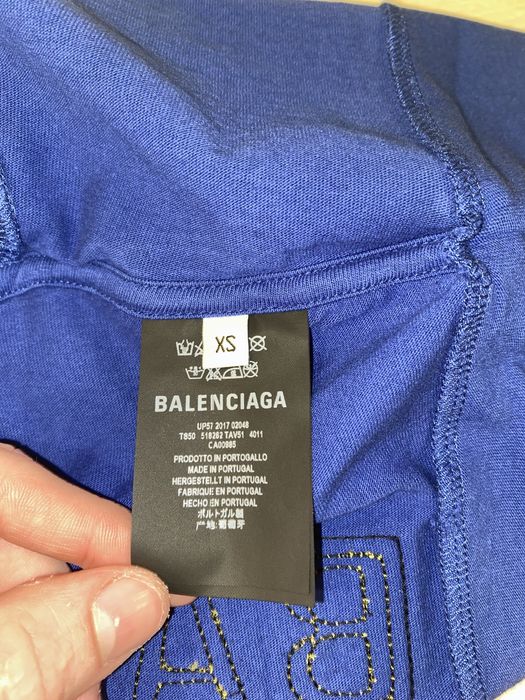 XS
BALENCIAGA
UP57 2017 02048
T850 518262 TAV51 4011
CA00885
PRODOTTO IN PORTOGALLO
MADE IN PORTUGAL
HERGESTELLT IN PORTUGAL
FABRIQUE EN PORTUGAL
HECHO EN PORTUGAL
ポルトガル製
产地:葡萄牙